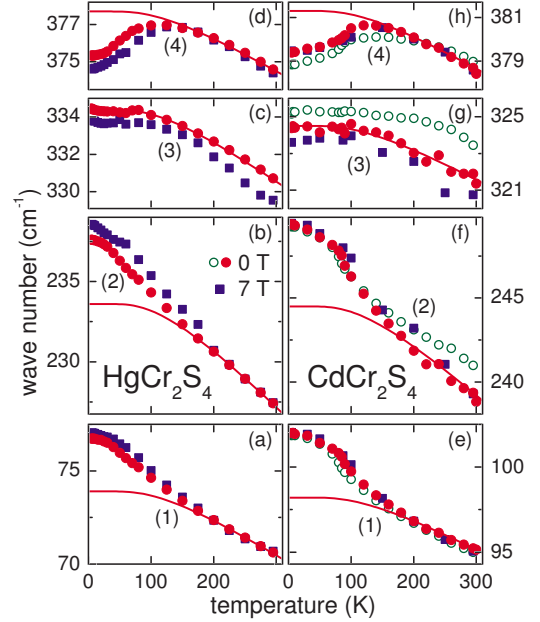 (d)
(h)
377
375
(4)
(4)
381
379
(c)
(g)
334
332
330
(3)
(3)
325
321
wave number (cm⁻¹)
(b)
(f)
235
230
(2)
0 T
7 T
(2)
244
240
HgCr₂S₄
CdCr₂S₄
(a)
(e)
75
70
(1)
(1)
100
95
0 100 200 0 100 200 300
temperature (K)